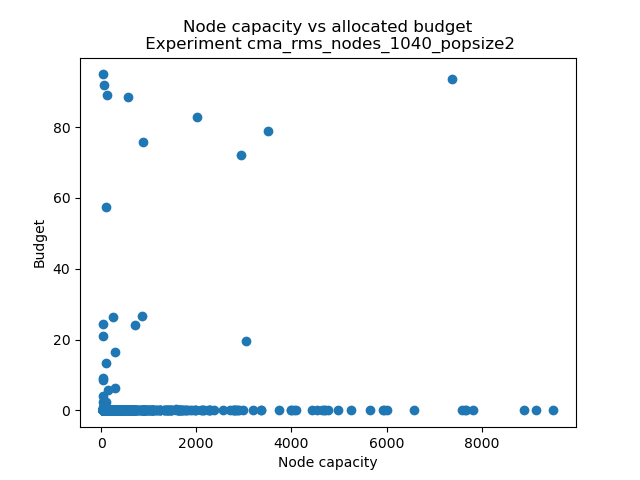 Node capacity vs allocated budget
Experiment cma_rms_nodes_1040_popsize2
Budget
80
60
40
20
0
0 2000 4000 6000 8000
Node capacity